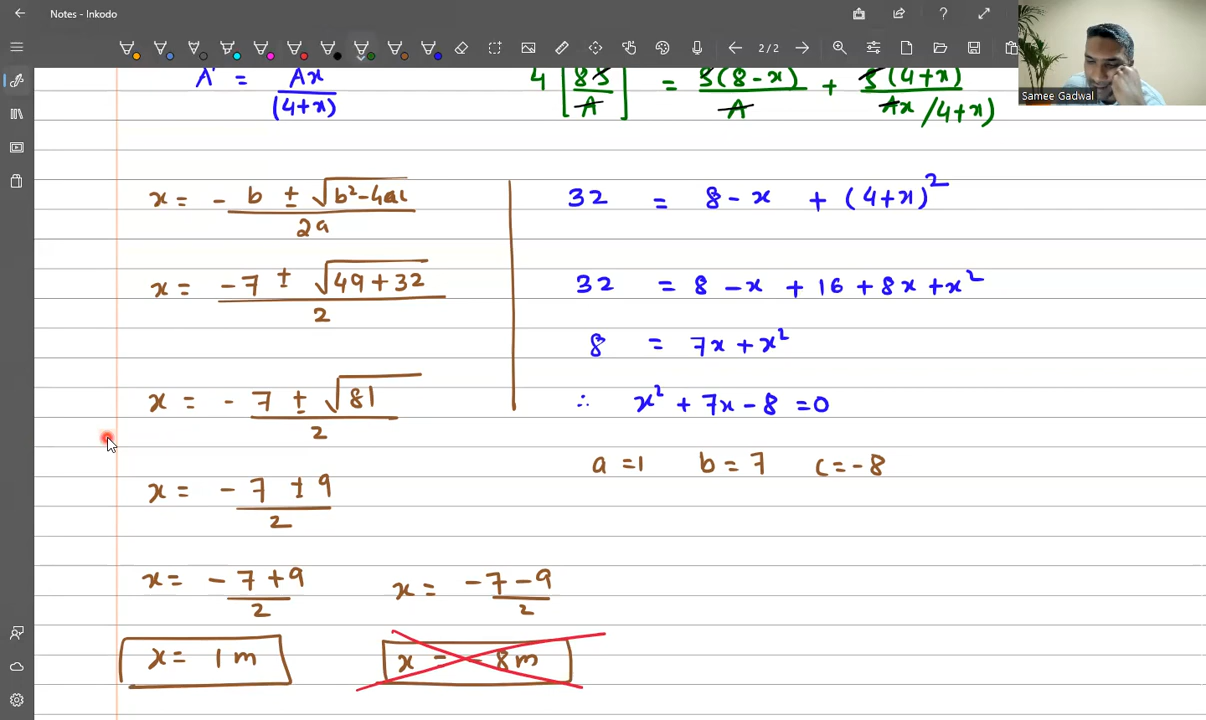 Notes - Inkodo
2/2
Samee Gadwal
A' = Ax / (4+x)
4 [8S / A] = S(8-x) / A + S(4+x) / Ax/4+x)
x = - b ± √b²-4ac / 2a
x = -7 ± √49+32 / 2
x = - 7 ± √81 / 2
x = - 7 ± 9 / 2
x = - 7 + 9 / 2
x = -7 - 9 / 2
x = 1 m
x = - 8m
32 = 8 - x + (4+x)²
32 = 8 - x + 16 + 8x + x²
8 = 7x + x²
∴ x² + 7x - 8 = 0
a = 1 b = 7 c = - 8